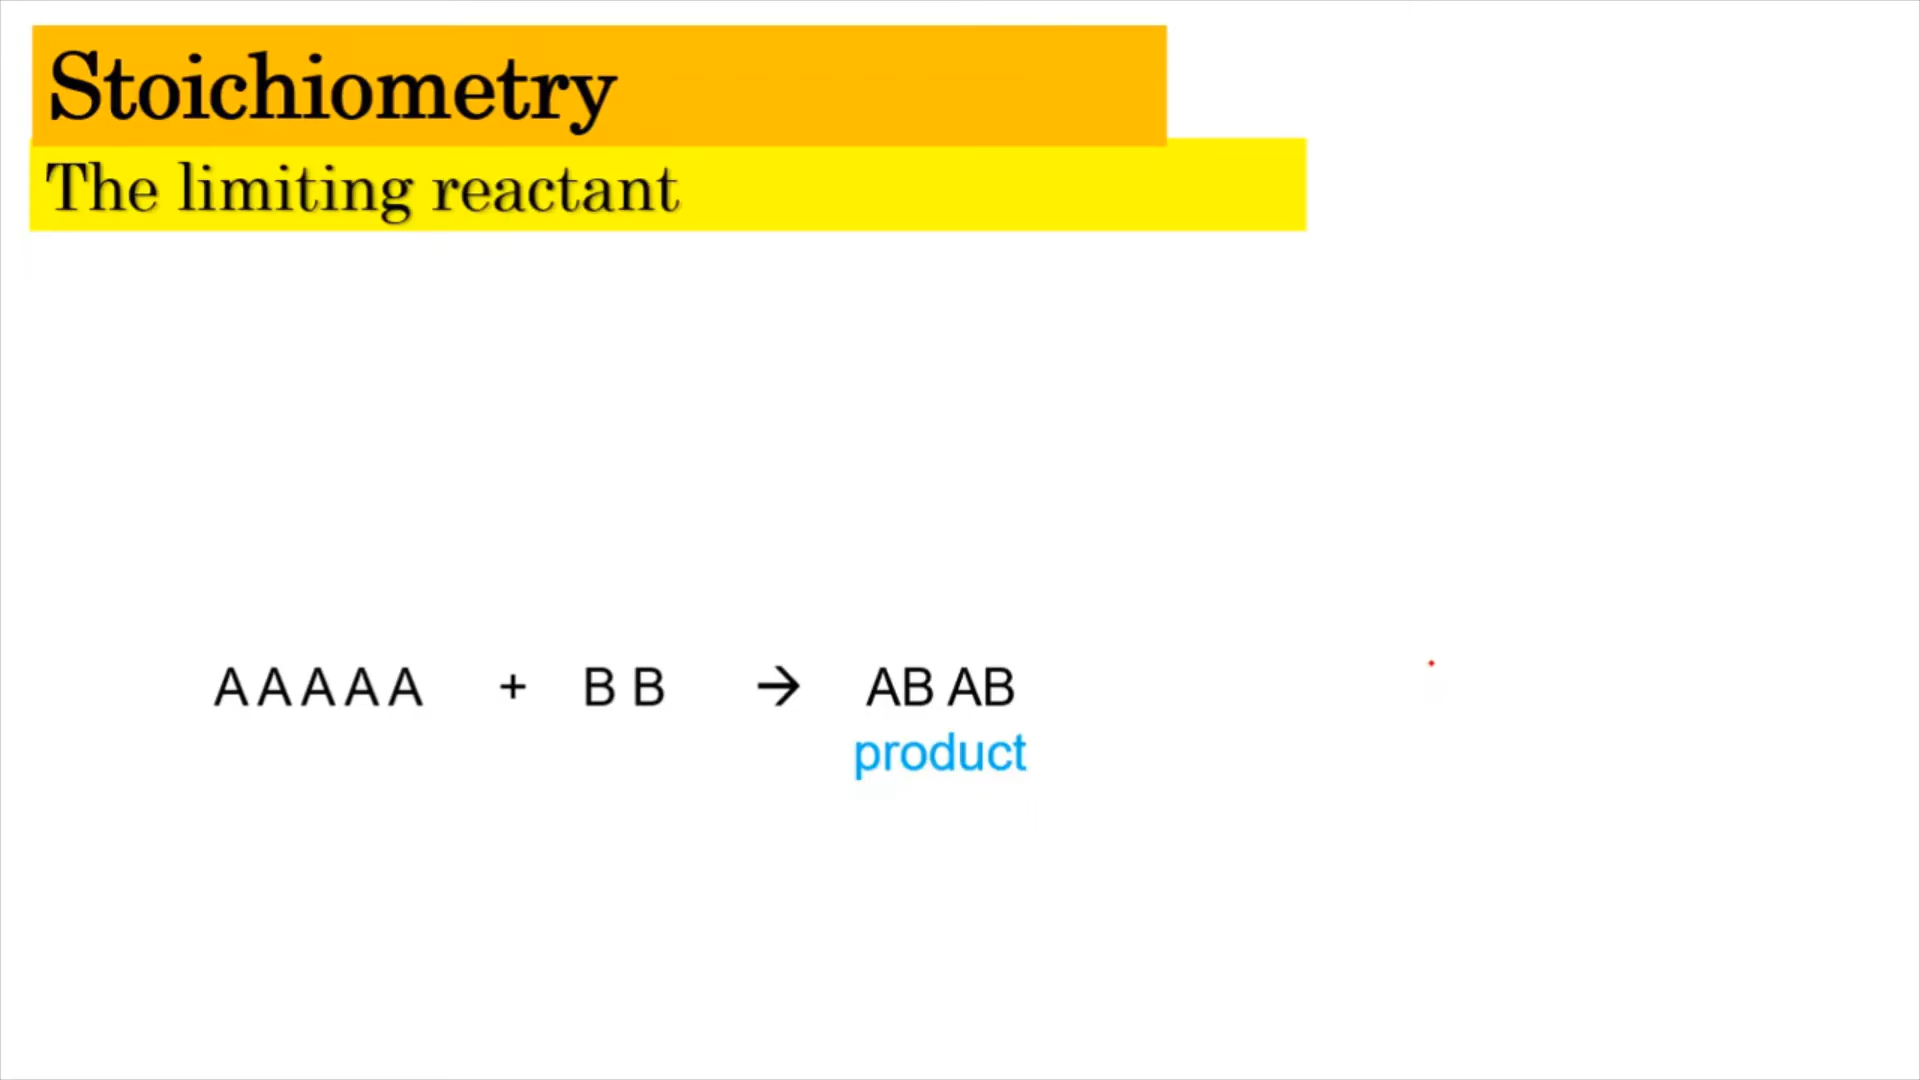 Stoichiometry
The limiting reactant
A A A A A + B B → AB AB
product